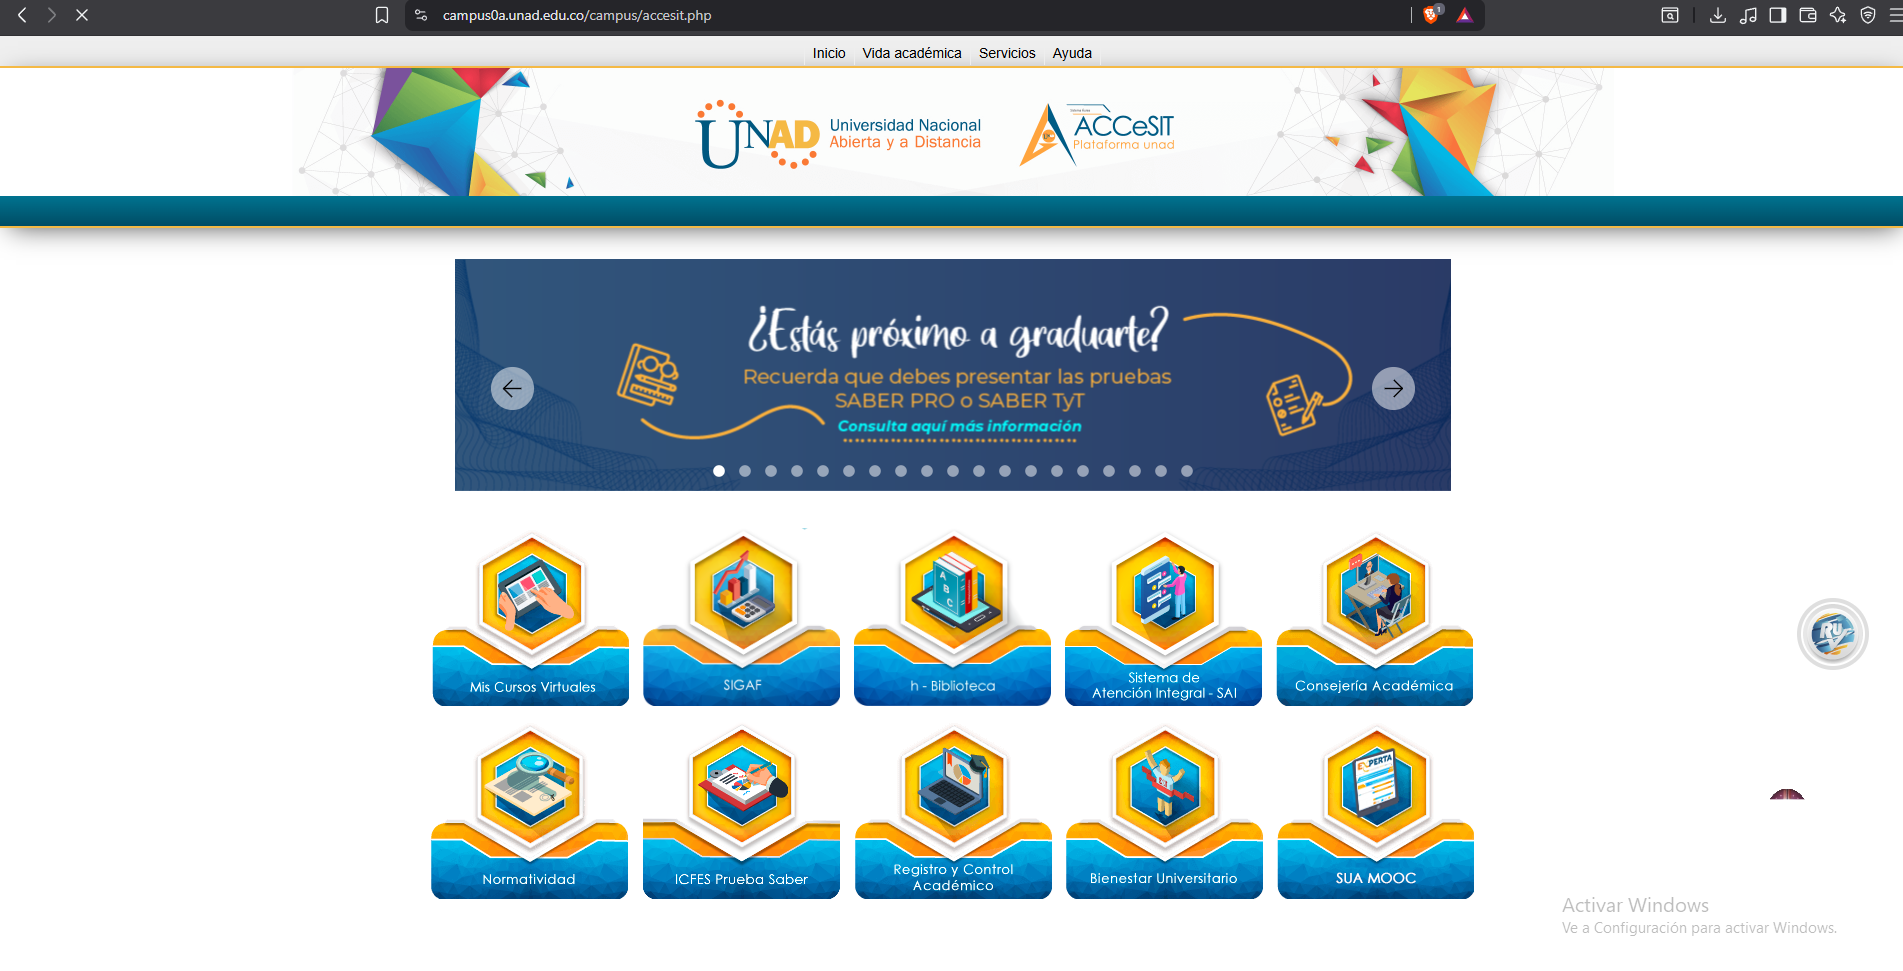 campus0a.unad.edu.co/campus/accesit.php
1
Inicio Vida académica Servicios Ayuda
UNAD Universidad Nacional
Abierta y a Distancia
ACCeSIT
Plataforma unad
¿Estás próximo a graduarte?
Recuerda que debes presentar las pruebas
SABER PRO o SABER TyT
Consulta aquí más información
A
B
C
Mis Cursos Virtuales
SIGAF
h - Biblioteca
Sistema de
Atención Integral - SAI
Consejería Académica
RU
EXPERTA
Normatividad
ICFES Prueba Saber
Registro y Control
Académico
Bienestar Universitario
SUA MOOC
Activar Windows
Ve a Configuración para activar Windows.